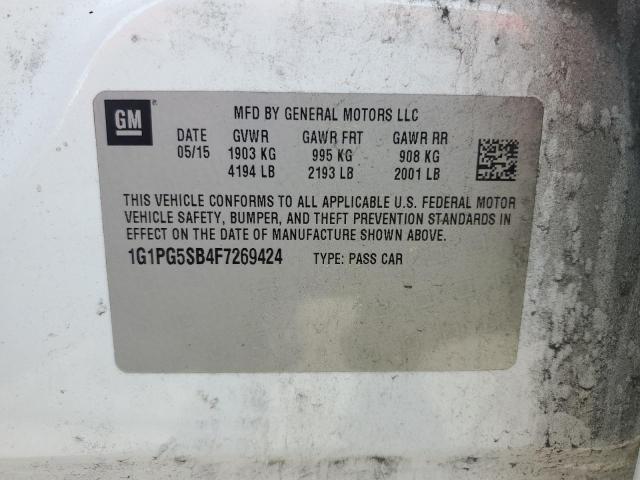 GM
MFD BY GENERAL MOTORS LLC
DATE GVWR GAWR FRT GAWR RR
05/15 1903 KG 995 KG 908 KG
4194 LB 2193 LB 2001 LB
THIS VEHICLE CONFORMS TO ALL APPLICABLE U.S. FEDERAL MOTOR
VEHICLE SAFETY, BUMPER, AND THEFT PREVENTION STANDARDS IN
EFFECT ON THE DATE OF MANUFACTURE SHOWN ABOVE.
1G1PG5SB4F7269424 TYPE: PASS CAR